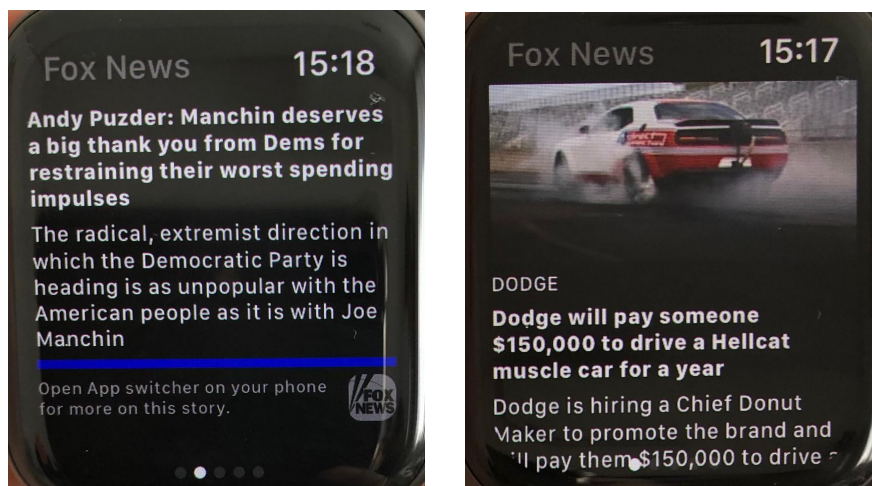 Fox News 15:18
Andy Puzder: Manchin deserves
a big thank you from Dems for
restraining their worst spending
impulses
The radical, extremist direction in
which the Democratic Party is
heading is as unpopular with the
American people as it is with Joe
Manchin
Open App switcher on your phone
for more on this story.
FOX
NEWS
Fox News 15:17
DODGE
Dodge will pay someone
$150,000 to drive a Hellcat
muscle car for a year
Dodge is hiring a Chief Donut
Maker to promote the brand and
will pay them $150,000 to drive a